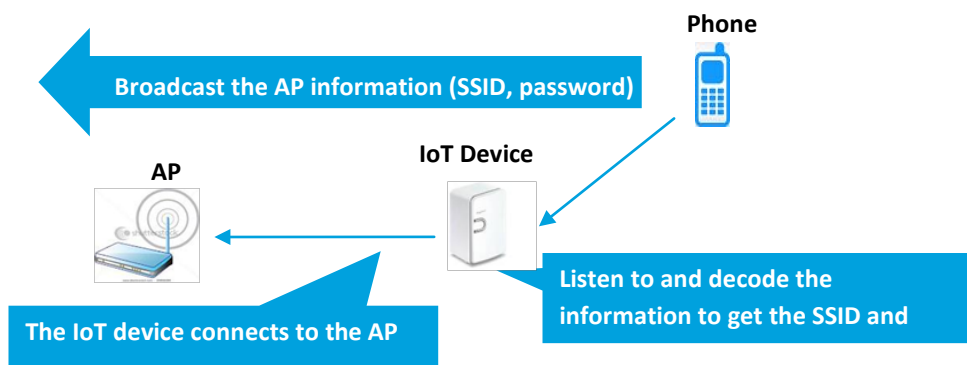 Phone
Broadcast the AP information (SSID, password)
IoT Device
AP
Listen to and decode the
information to get the SSID and
The IoT device connects to the AP